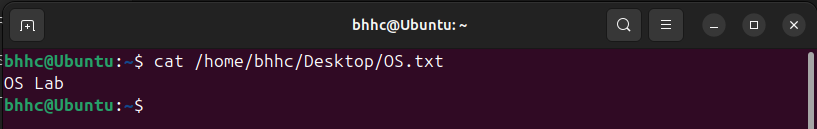 bhhc@Ubuntu: ~
bhhc@Ubuntu:~$ cat /home/bhhc/Desktop/OS.txt
OS Lab
bhhc@Ubuntu:~$